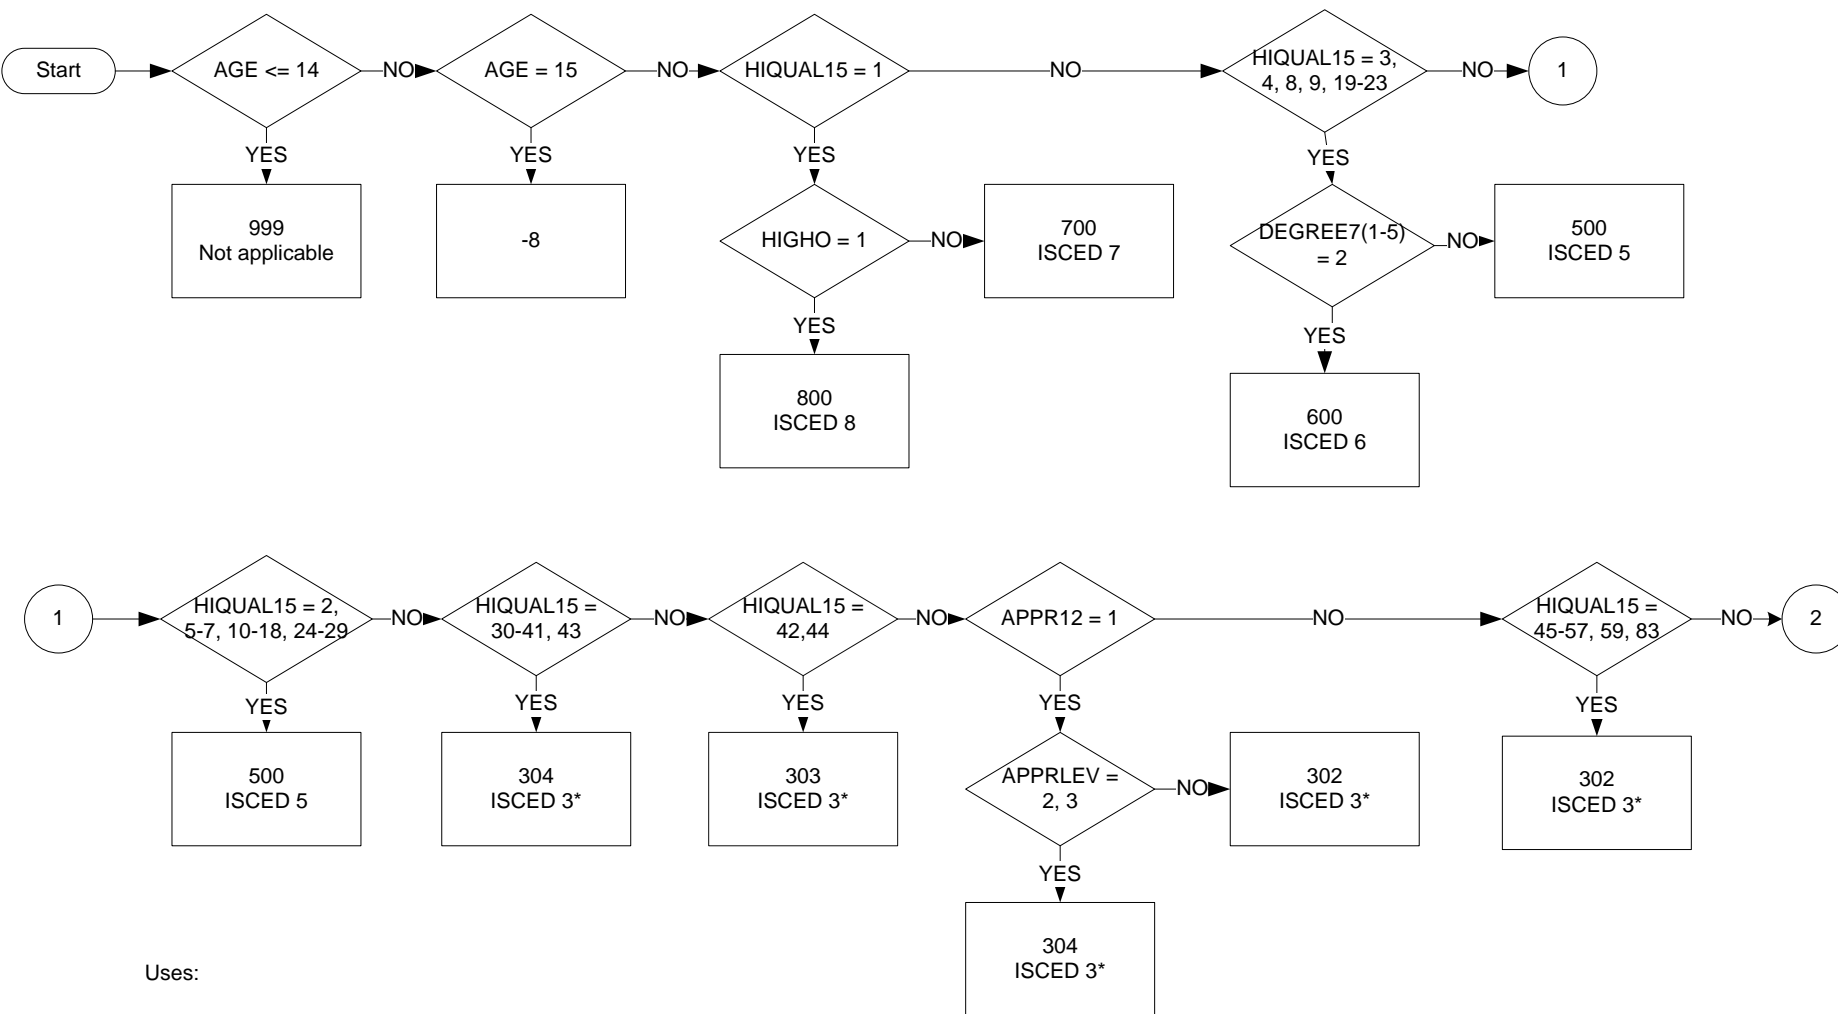 Start
AGE <= 14
NO
AGE = 15
NO
HIQUAL15 = 1
NO
HIQUAL15 = 3,
4, 8, 9, 19-23
NO
1
YES
YES
YES
YES
999
Not applicable
-8
HIGHO = 1
NO
700
ISCED 7
DEGREE7(1-5)
= 2
NO
500
ISCED 5
YES
YES
800
ISCED 8
600
ISCED 6
1
HIQUAL15 = 2,
5-7, 10-18, 24-29
NO
HIQUAL15 =
30-41, 43
NO
HIQUAL15 =
42,44
NO
APPR12 = 1
NO
HIQUAL15 =
45-57, 59, 83
NO
2
YES
YES
YES
YES
YES
500
ISCED 5
304
ISCED 3*
303
ISCED 3*
APPRLEV =
2, 3
NO
302
ISCED 3*
302
ISCED 3*
YES
304
ISCED 3*
Uses: